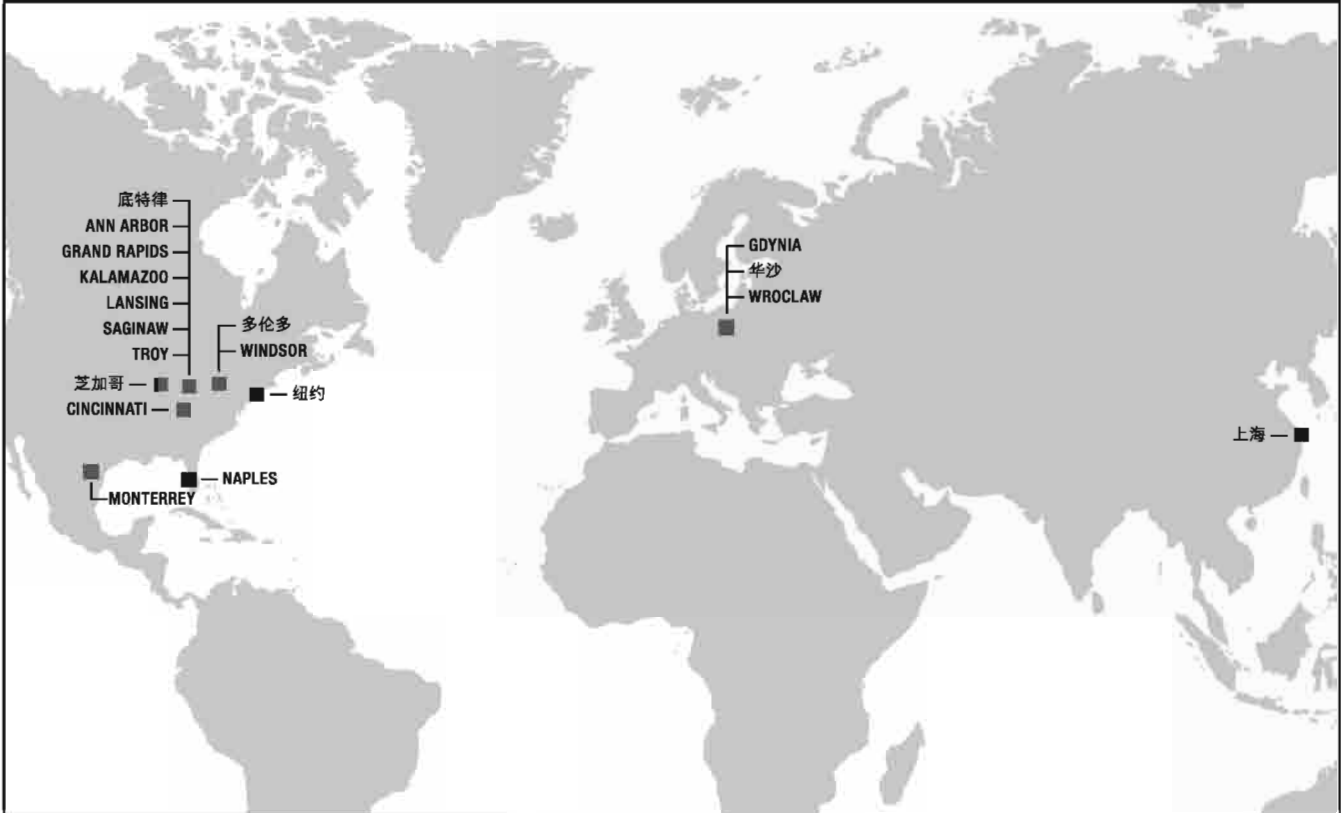 底特律
ANN ARBOR
GRAND RAPIDS
KALAMAZOO
LANSING
SAGINAW
TROY
芝加哥
CINCINNATI
多伦多
WINDSOR
纽约
MONTERREY
NAPLES
GDYNIA
华沙
WROCLAW
上海